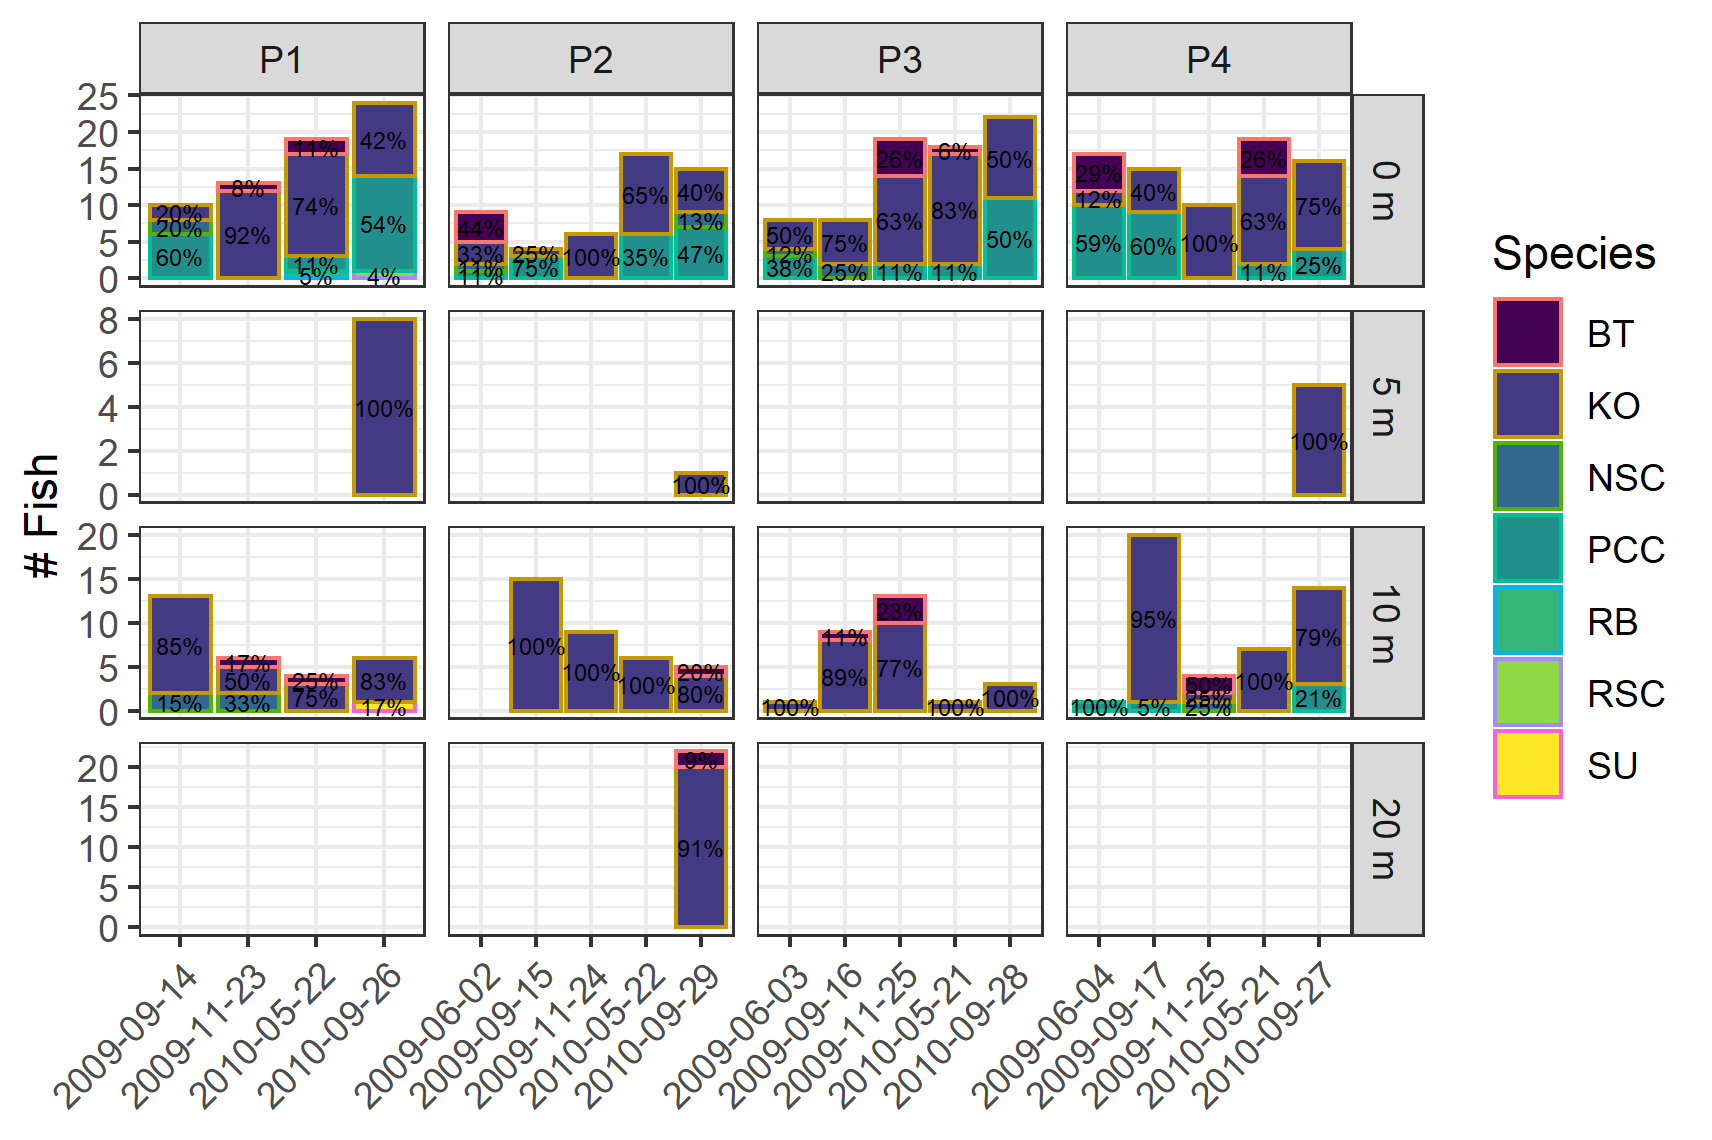 P1 P2 P3 P4
# Fish
0 m
25
20
15
10
5
0
20% 20% 60%
8% 92%
11% 74% 11% 5%
42% 54% 4%
44% 33% 11% 11%
25% 75%
100%
65% 35%
40% 13% 47%
50% 12% 38%
75% 25%
26% 63% 11%
6% 83% 11%
50% 50%
29% 12% 59%
40% 60%
100%
26% 63% 11%
75% 25%
5 m
8
6
4
2
0
100%
100%
100%
10 m
20
15
10
5
0
85% 15%
17% 50% 33%
25% 75%
83% 17%
100%
100%
100%
20% 80%
100%
11% 89%
23% 77%
100%
100%
100%
95% 5%
50% 25% 25%
100%
79% 21%
20 m
20
15
10
5
0
9% 91%
2009-09-14
2009-11-23
2010-05-22
2010-09-26
2009-06-02
2009-09-15
2009-11-24
2010-05-22
2010-09-29
2009-06-03
2009-09-16
2009-11-25
2010-05-21
2010-09-28
2009-06-04
2009-09-17
2009-11-25
2010-05-21
2010-09-27
Species
BT
KO
NSC
PCC
RB
RSC
SU